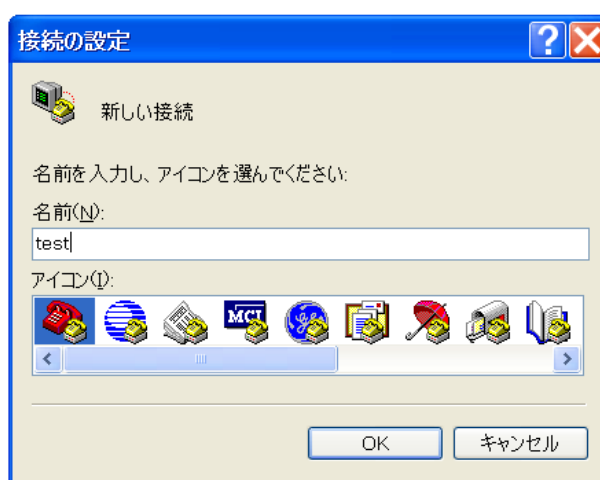 接続の設定
新しい接続
名前を入力し、アイコンを選んでください:
名前(N):
test
アイコン(I):
MCI
OK キャンセル